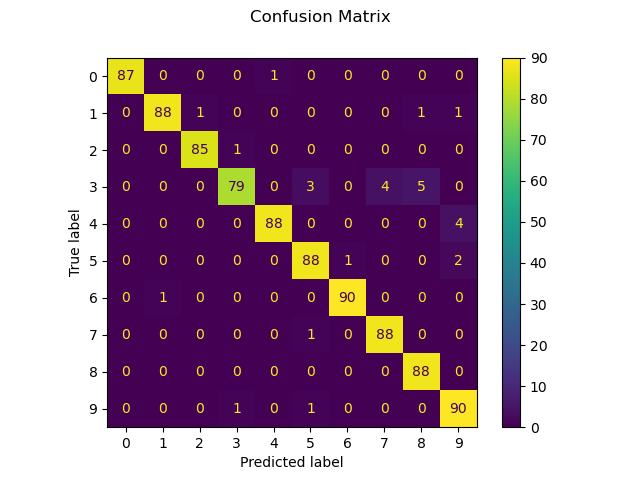 Confusion Matrix
0 87 0 0 0 1 0 0 0 0 0
1 0 88 1 0 0 0 0 0 1 1
2 0 0 85 1 0 0 0 0 0 0
3 0 0 0 79 0 3 0 4 5 0
4 0 0 0 0 88 0 0 0 0 4
5 0 0 0 0 0 88 1 0 0 2
6 0 1 0 0 0 0 90 0 0 0
7 0 0 0 0 0 1 0 88 0 0
8 0 0 0 0 0 0 0 0 88 0
9 0 0 0 1 0 1 0 0 0 90
0 1 2 3 4 5 6 7 8 9
Predicted label
True label
90
80
70
60
50
40
30
20
10
0